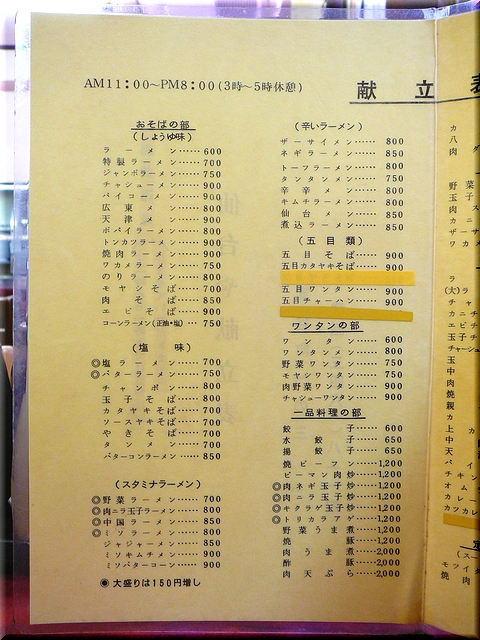 AM11:00〜PM8:00(3時〜5時休憩)
献立表
おそばの部
(しょうゆ味)
ラーメン……600
特製ラーメン……700
ジャンボラーメン……750
チャシューメン……900
パイコーメン……900
広東メン……800
天津メン……900
ポパイラーメン……800
トンカツラーメン……900
焼肉ラーメン……900
ワカメラーメン……750
のりラーメン……800
モヤシそば……700
肉そば……850
エビそば……900
コーンラーメン(正油・塩)…750
(塩味)
◎塩ラーメン……700
◎バターラーメン……750
チャンポン……800
玉子そば……800
カタヤキそば……700
ソースヤキそば……700
やきそば……700
タンメン……700
バターコーンラーメン……850
(スタミナラーメン)
◎野菜ラーメン……700
◎肉ニラ玉子ラーメン……800
◎中国ラーメン……850
◎ミソラーメン……800
ジャジャーメン……850
ミソキムチメン……900
ミソバターコーン……900
◉大盛りは150円増し
(辛いラーメン)
ザーサイメン……800
ネギラーメン……850
トーフラーメン……800
タンタンメン……750
辛辛メン……800
キムチラーメン……800
仙台メン……850
煮込ラーメン……850
(五目類)
五目そば……900
五目カタヤキそば……900
五目ワンタン……900
五目チャーハン……900
ワンタンの部
ワンタン……600
ワンタンメン……800
野菜ワンタン……750
モヤシワンタン……750
肉野菜ワンタン……900
チャシューワンタン……900
一品料理の部
餃子……600
水餃子……650
揚餃子……650
焼ビーフン……1,200
ピーマン肉炒……1,200
◎肉ネギ玉子炒……1,200
◎肉ニラ玉子炒……1,200
◎キクラゲ玉子炒……1,200
◎トリカラアゲ……1,200
野菜うま煮……1,200
焼豚……1,200
肉うま煮……2,000
酢豚……2,000
肉天ぷら……2,000